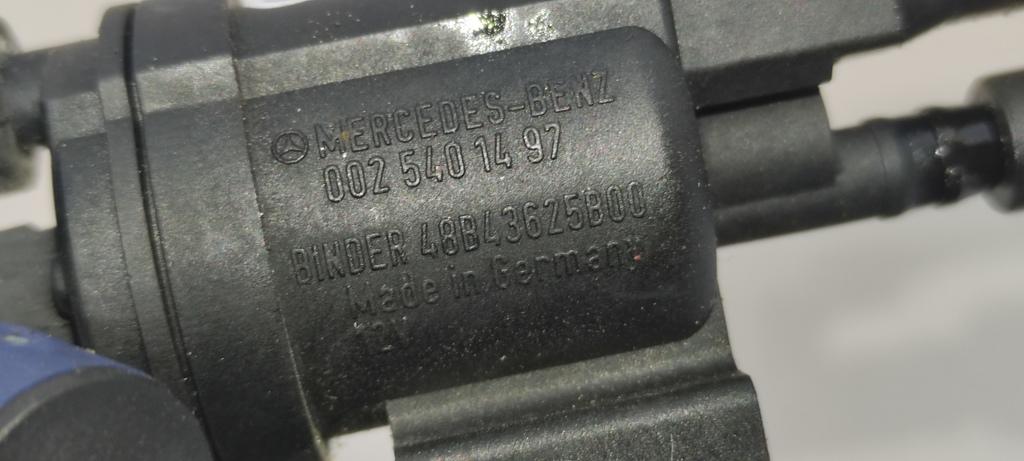 MERCEDES-BENZ
002 540 14 97
BINDER 48B43625B00
Made in Germany
12V